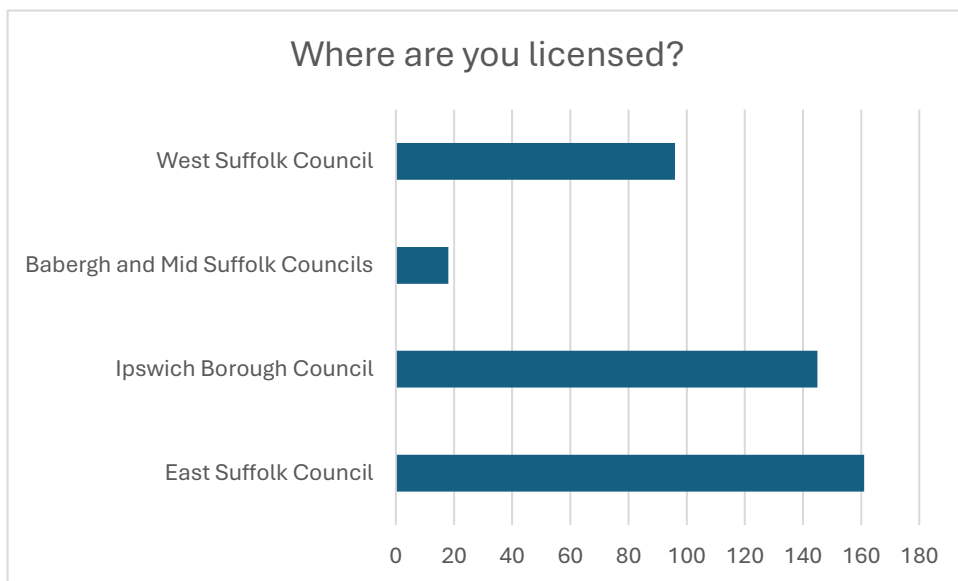 Where are you licensed?
West Suffolk Council
Babergh and Mid Suffolk Councils
Ipswich Borough Council
East Suffolk Council
0 20 40 60 80 100 120 140 160 180